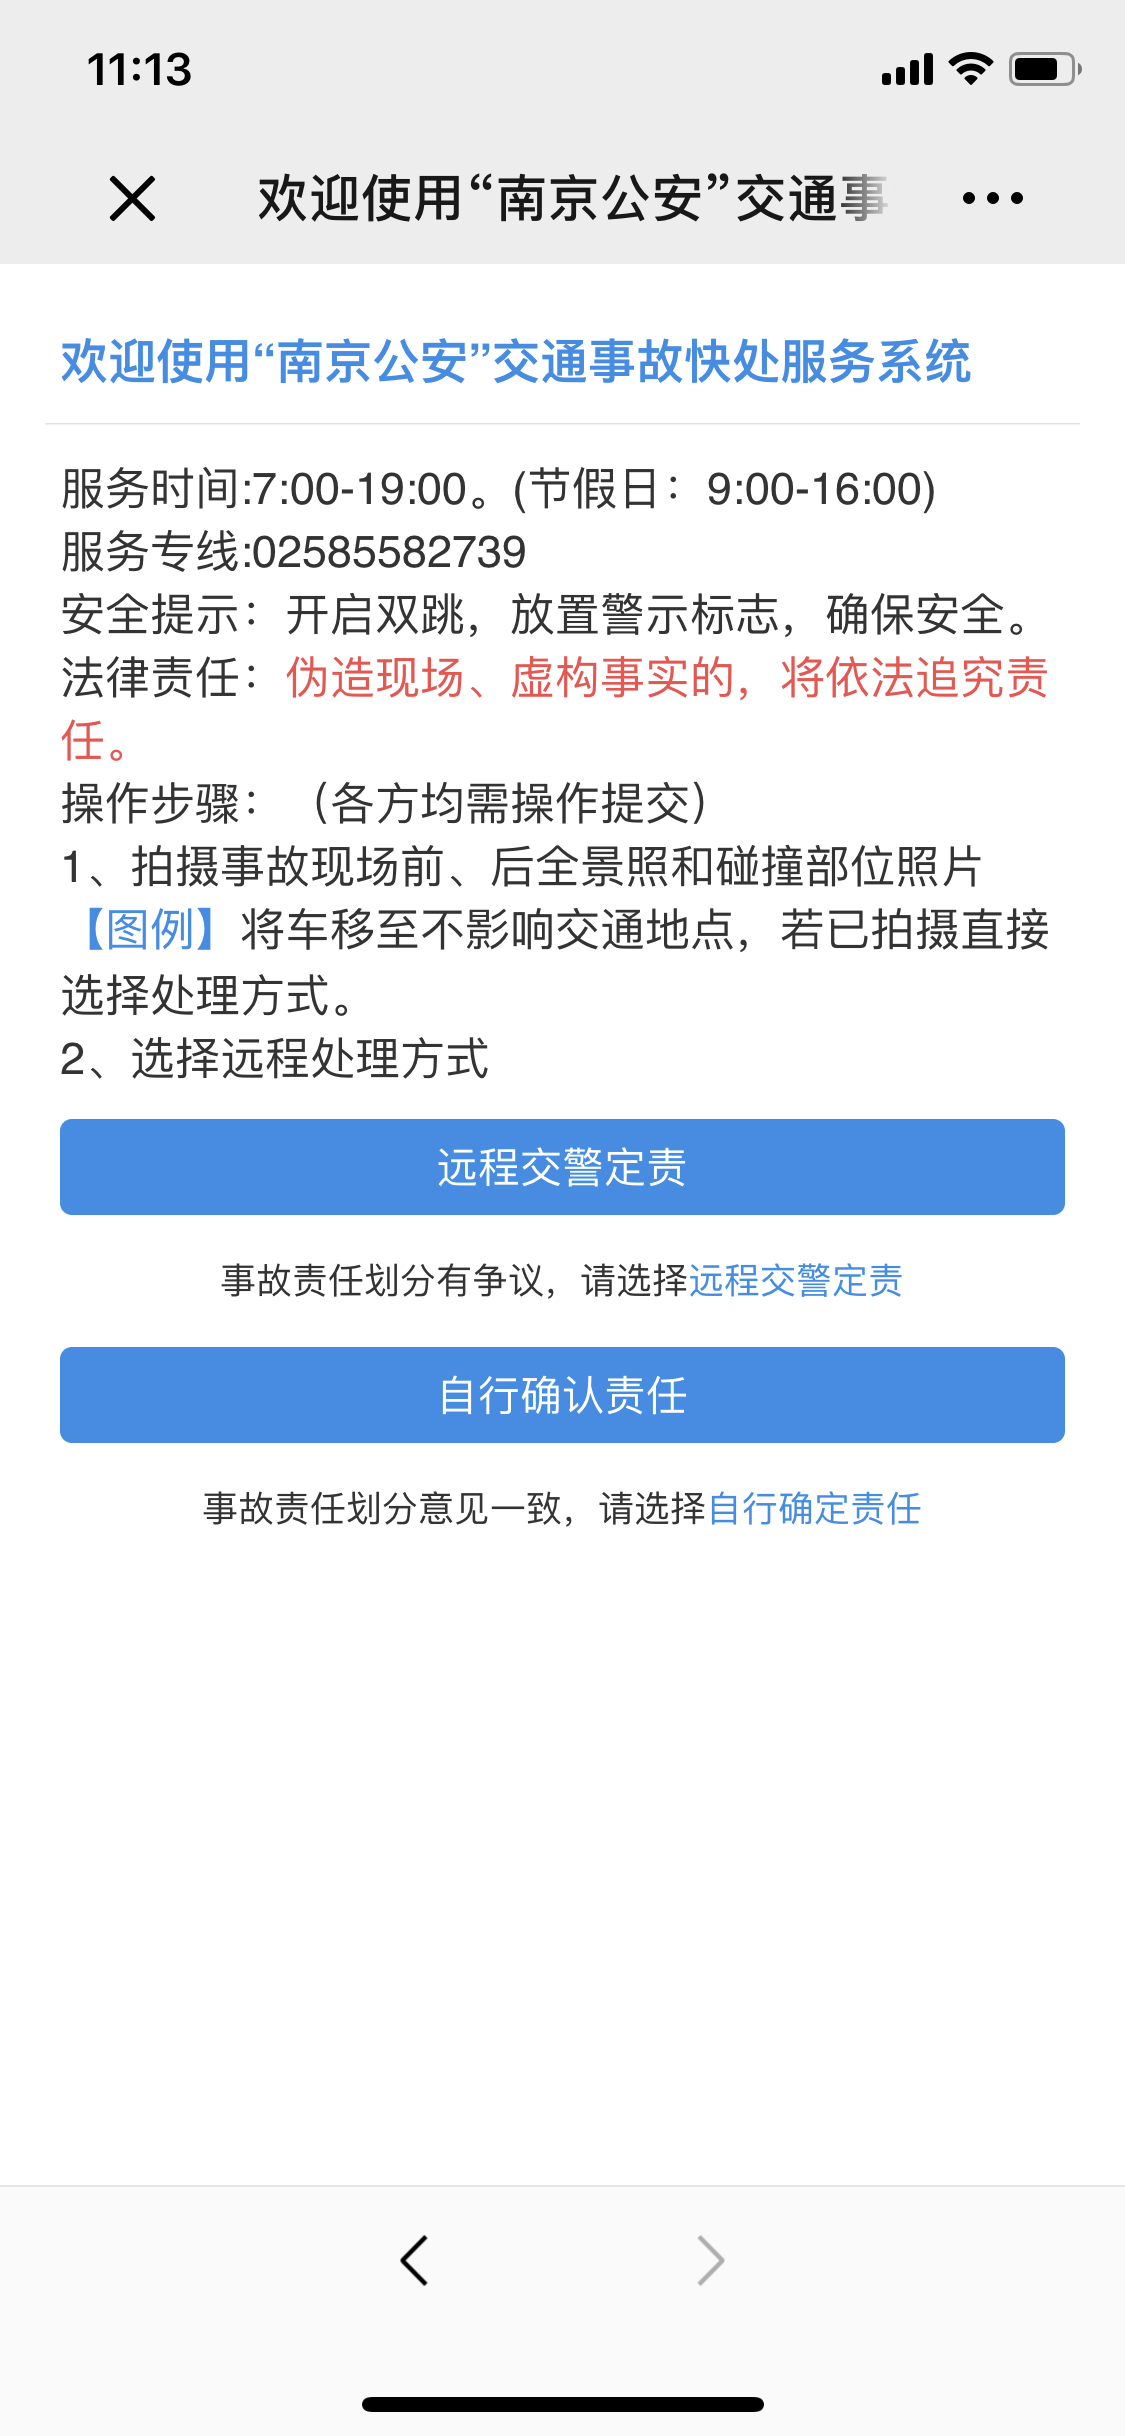 11:13
欢迎使用“南京公安”交通事
欢迎使用“南京公安”交通事故快处服务系统
服务时间:7:00-19:00。(节假日：9:00-16:00)
服务专线:02585582739
安全提示：开启双跳，放置警示标志，确保安全。
法律责任：伪造现场、虚构事实的，将依法追究责
任。
操作步骤：（各方均需操作提交）
1、拍摄事故现场前、后全景照和碰撞部位照片
【图例】将车移至不影响交通地点，若已拍摄直接
选择处理方式。
2、选择远程处理方式
远程交警定责
事故责任划分有争议，请选择远程交警定责
自行确认责任
事故责任划分意见一致，请选择自行确定责任